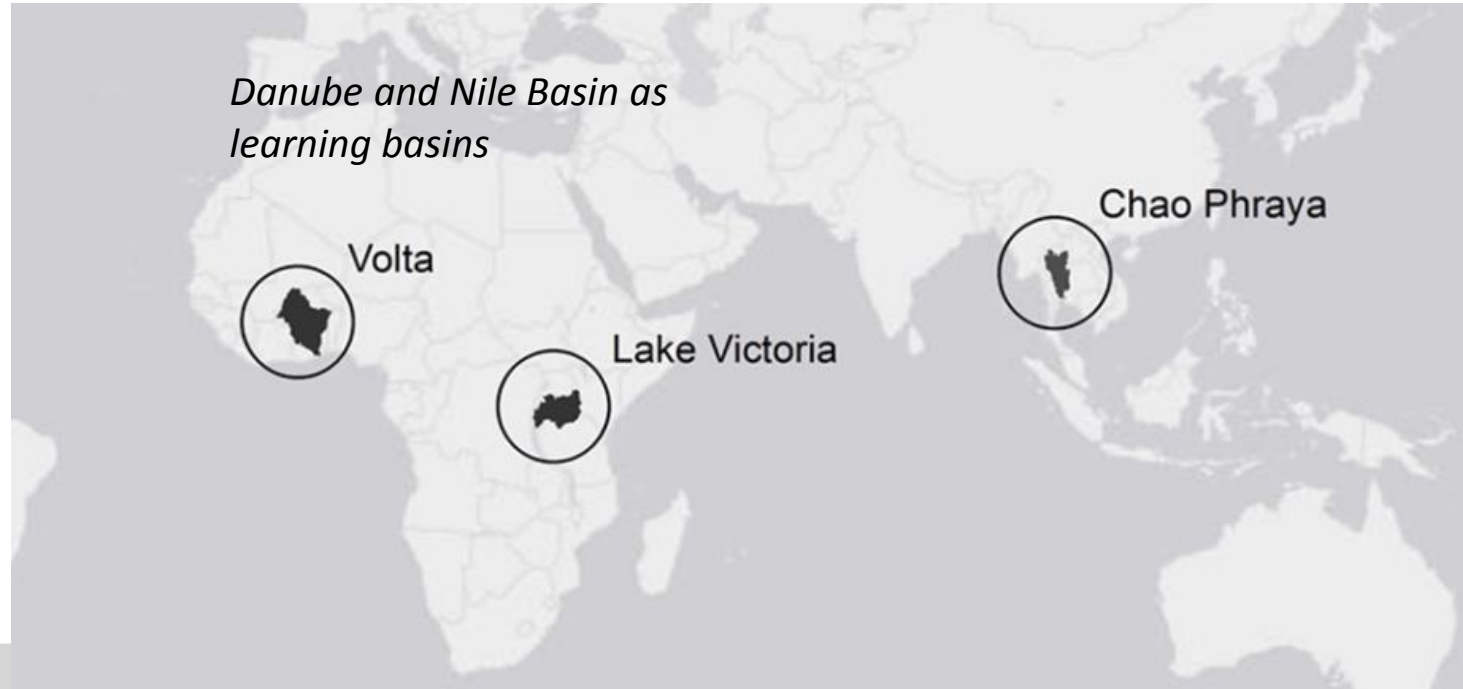 Danube and Nile Basin as
learning basins
Chao Phraya
Volta
Lake Victoria